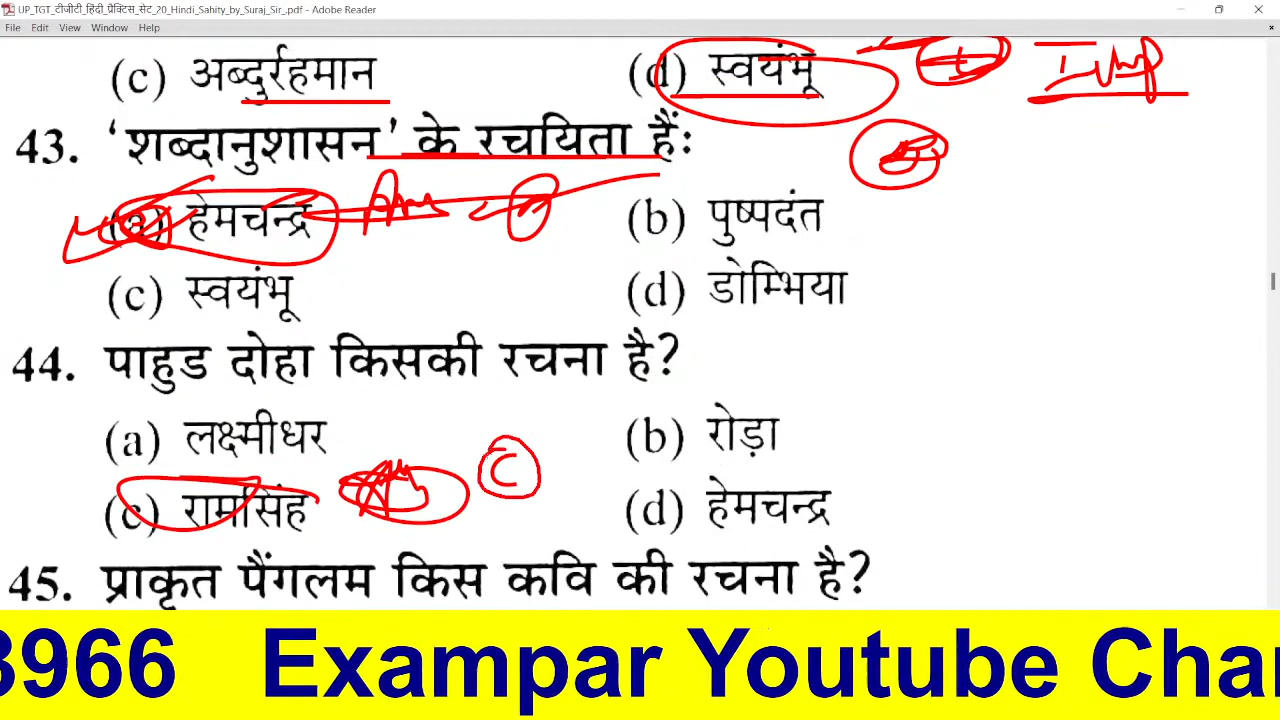 UP_TGT_टीजीटी_हिंदी_प्रेक्टिस_सेट_20_Hindi_Sahity_by_Suraj_Sir_.pdf - Adobe Reader
File Edit View Window Help
(c) अब्दुर्रहमान (d) स्वयंभू Imp
43. 'शब्दानुशासन' के रचयिता हैंः
(a) हेमचन्द्र Ans (b) पुष्पदंत
(c) स्वयंभू (d) डोम्भिया
44. पाहुड दोहा किसकी रचना है?
(a) लक्ष्मीधर (b) रोड़ा
(c) रामसिंह C (d) हेमचन्द्र
45. प्राकृत पैंगलम किस कवि की रचना है?
3966 Exampar Youtube Cha